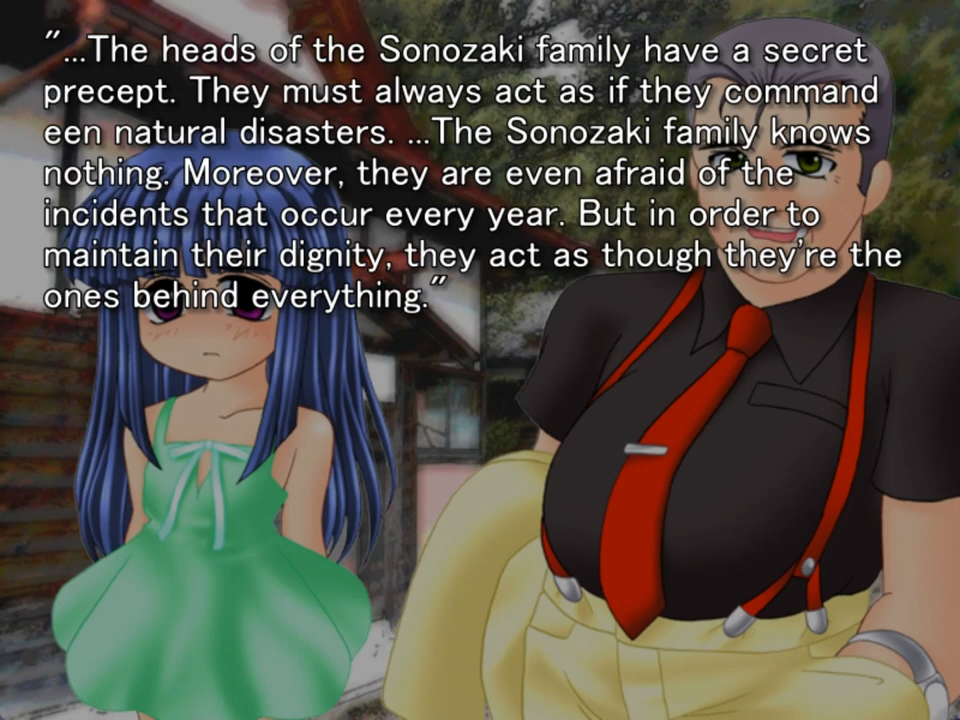 "...The heads of the Sonozaki family have a secret
precept. They must always act as if they command
een natural disasters. ...The Sonozaki family knows
nothing. Moreover, they are even afraid of the
incidents that occur every year. But in order to
maintain their dignity, they act as though they're the
ones behind everything."